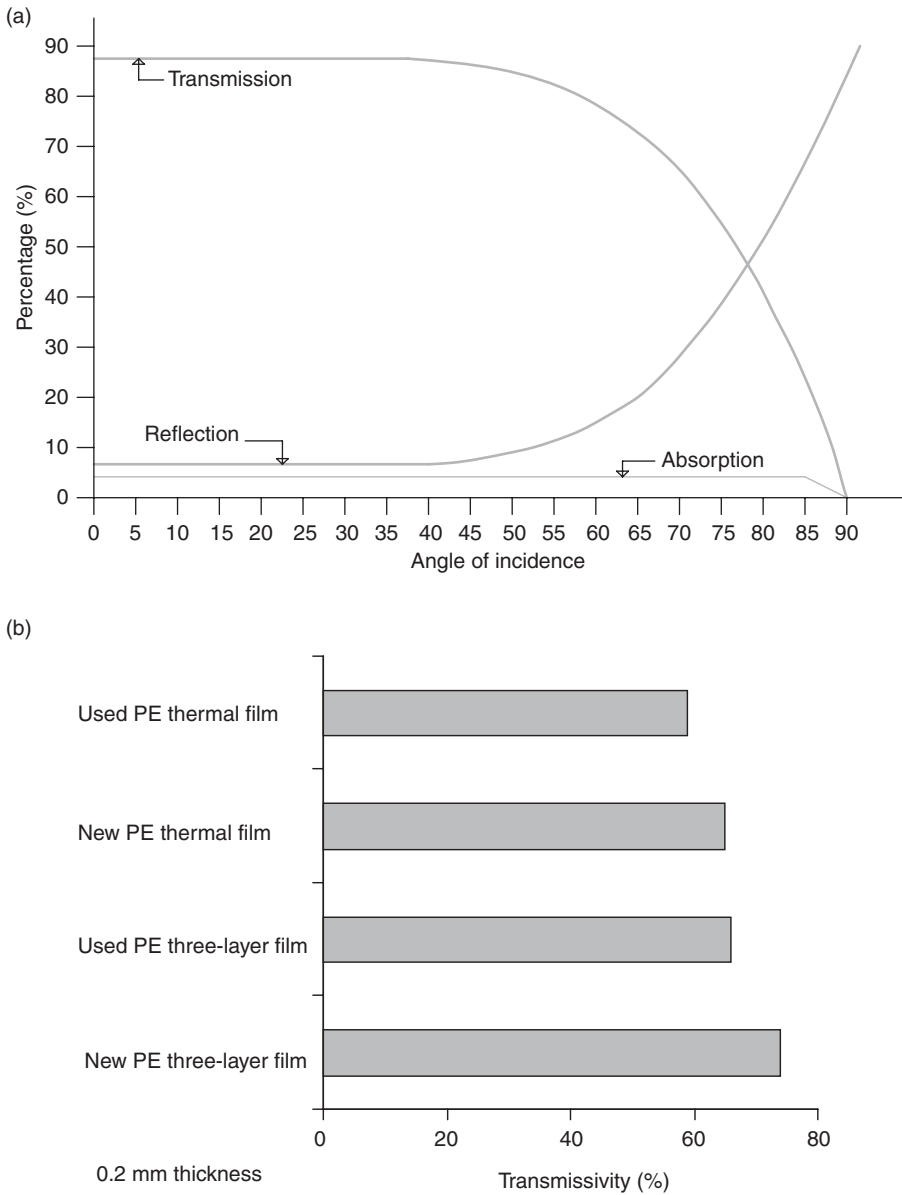 (a)
90
80
70
60
50
40
30
20
10
0
Percentage (%)
Transmission
Reflection
Absorption
0 5 10 15 20 25 30 35 40 45 50 55 60 65 70 75 80 85 90
Angle of incidence
(b)
Used PE thermal film
New PE thermal film
Used PE three-layer film
New PE three-layer film
0 20 40 60 80
0.2 mm thickness
Transmissivity (%)